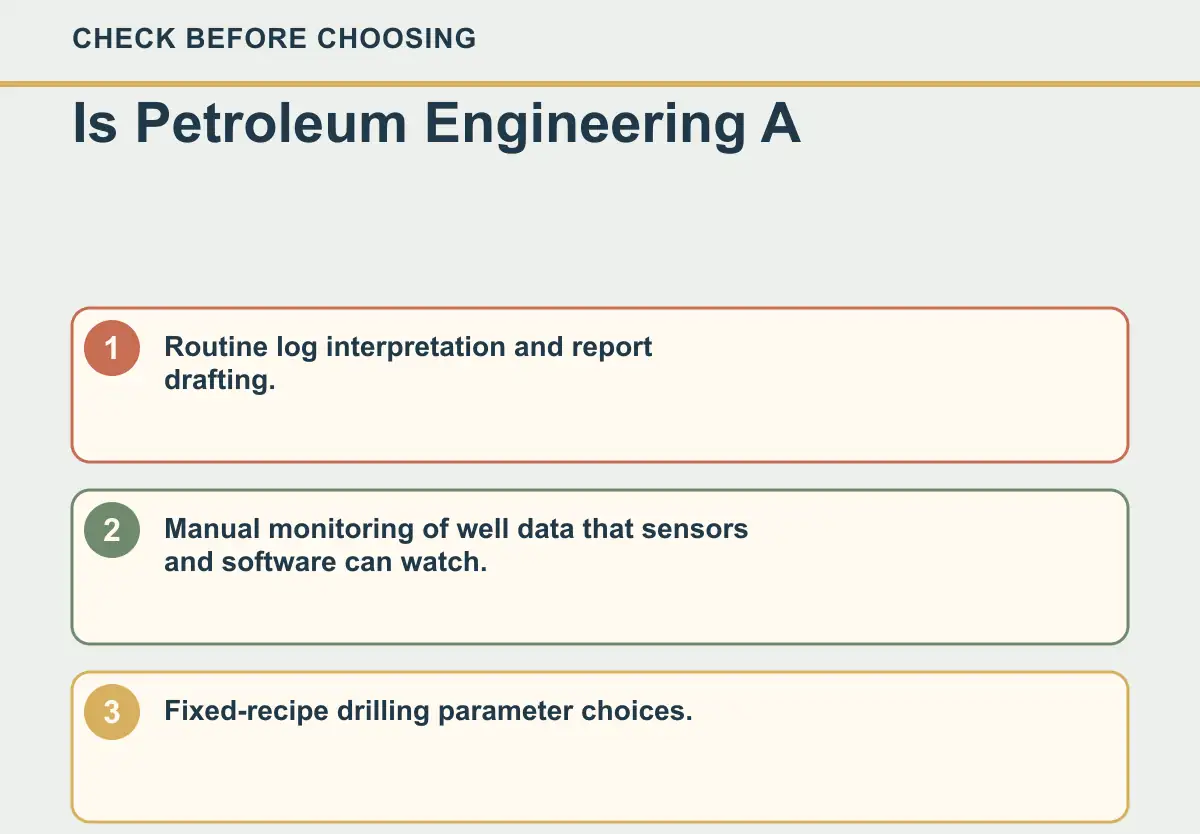 CHECK BEFORE CHOOSING
Is Petroleum Engineering A
1
Routine log interpretation and report
drafting.
2
Manual monitoring of well data that sensors
and software can watch.
3
Fixed-recipe drilling parameter choices.